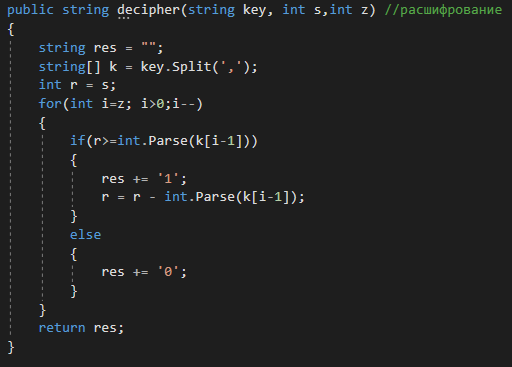 public string decipher(string key, int s,int z) //расшифрование
{
string res = "";
string[] k = key.Split(',');
int r = s;
for(int i=z; i>0;i--)
{
if(r>=int.Parse(k[i-1]))
{
res += '1';
r = r - int.Parse(k[i-1]);
}
else
{
res += '0';
}
}
return res;
}